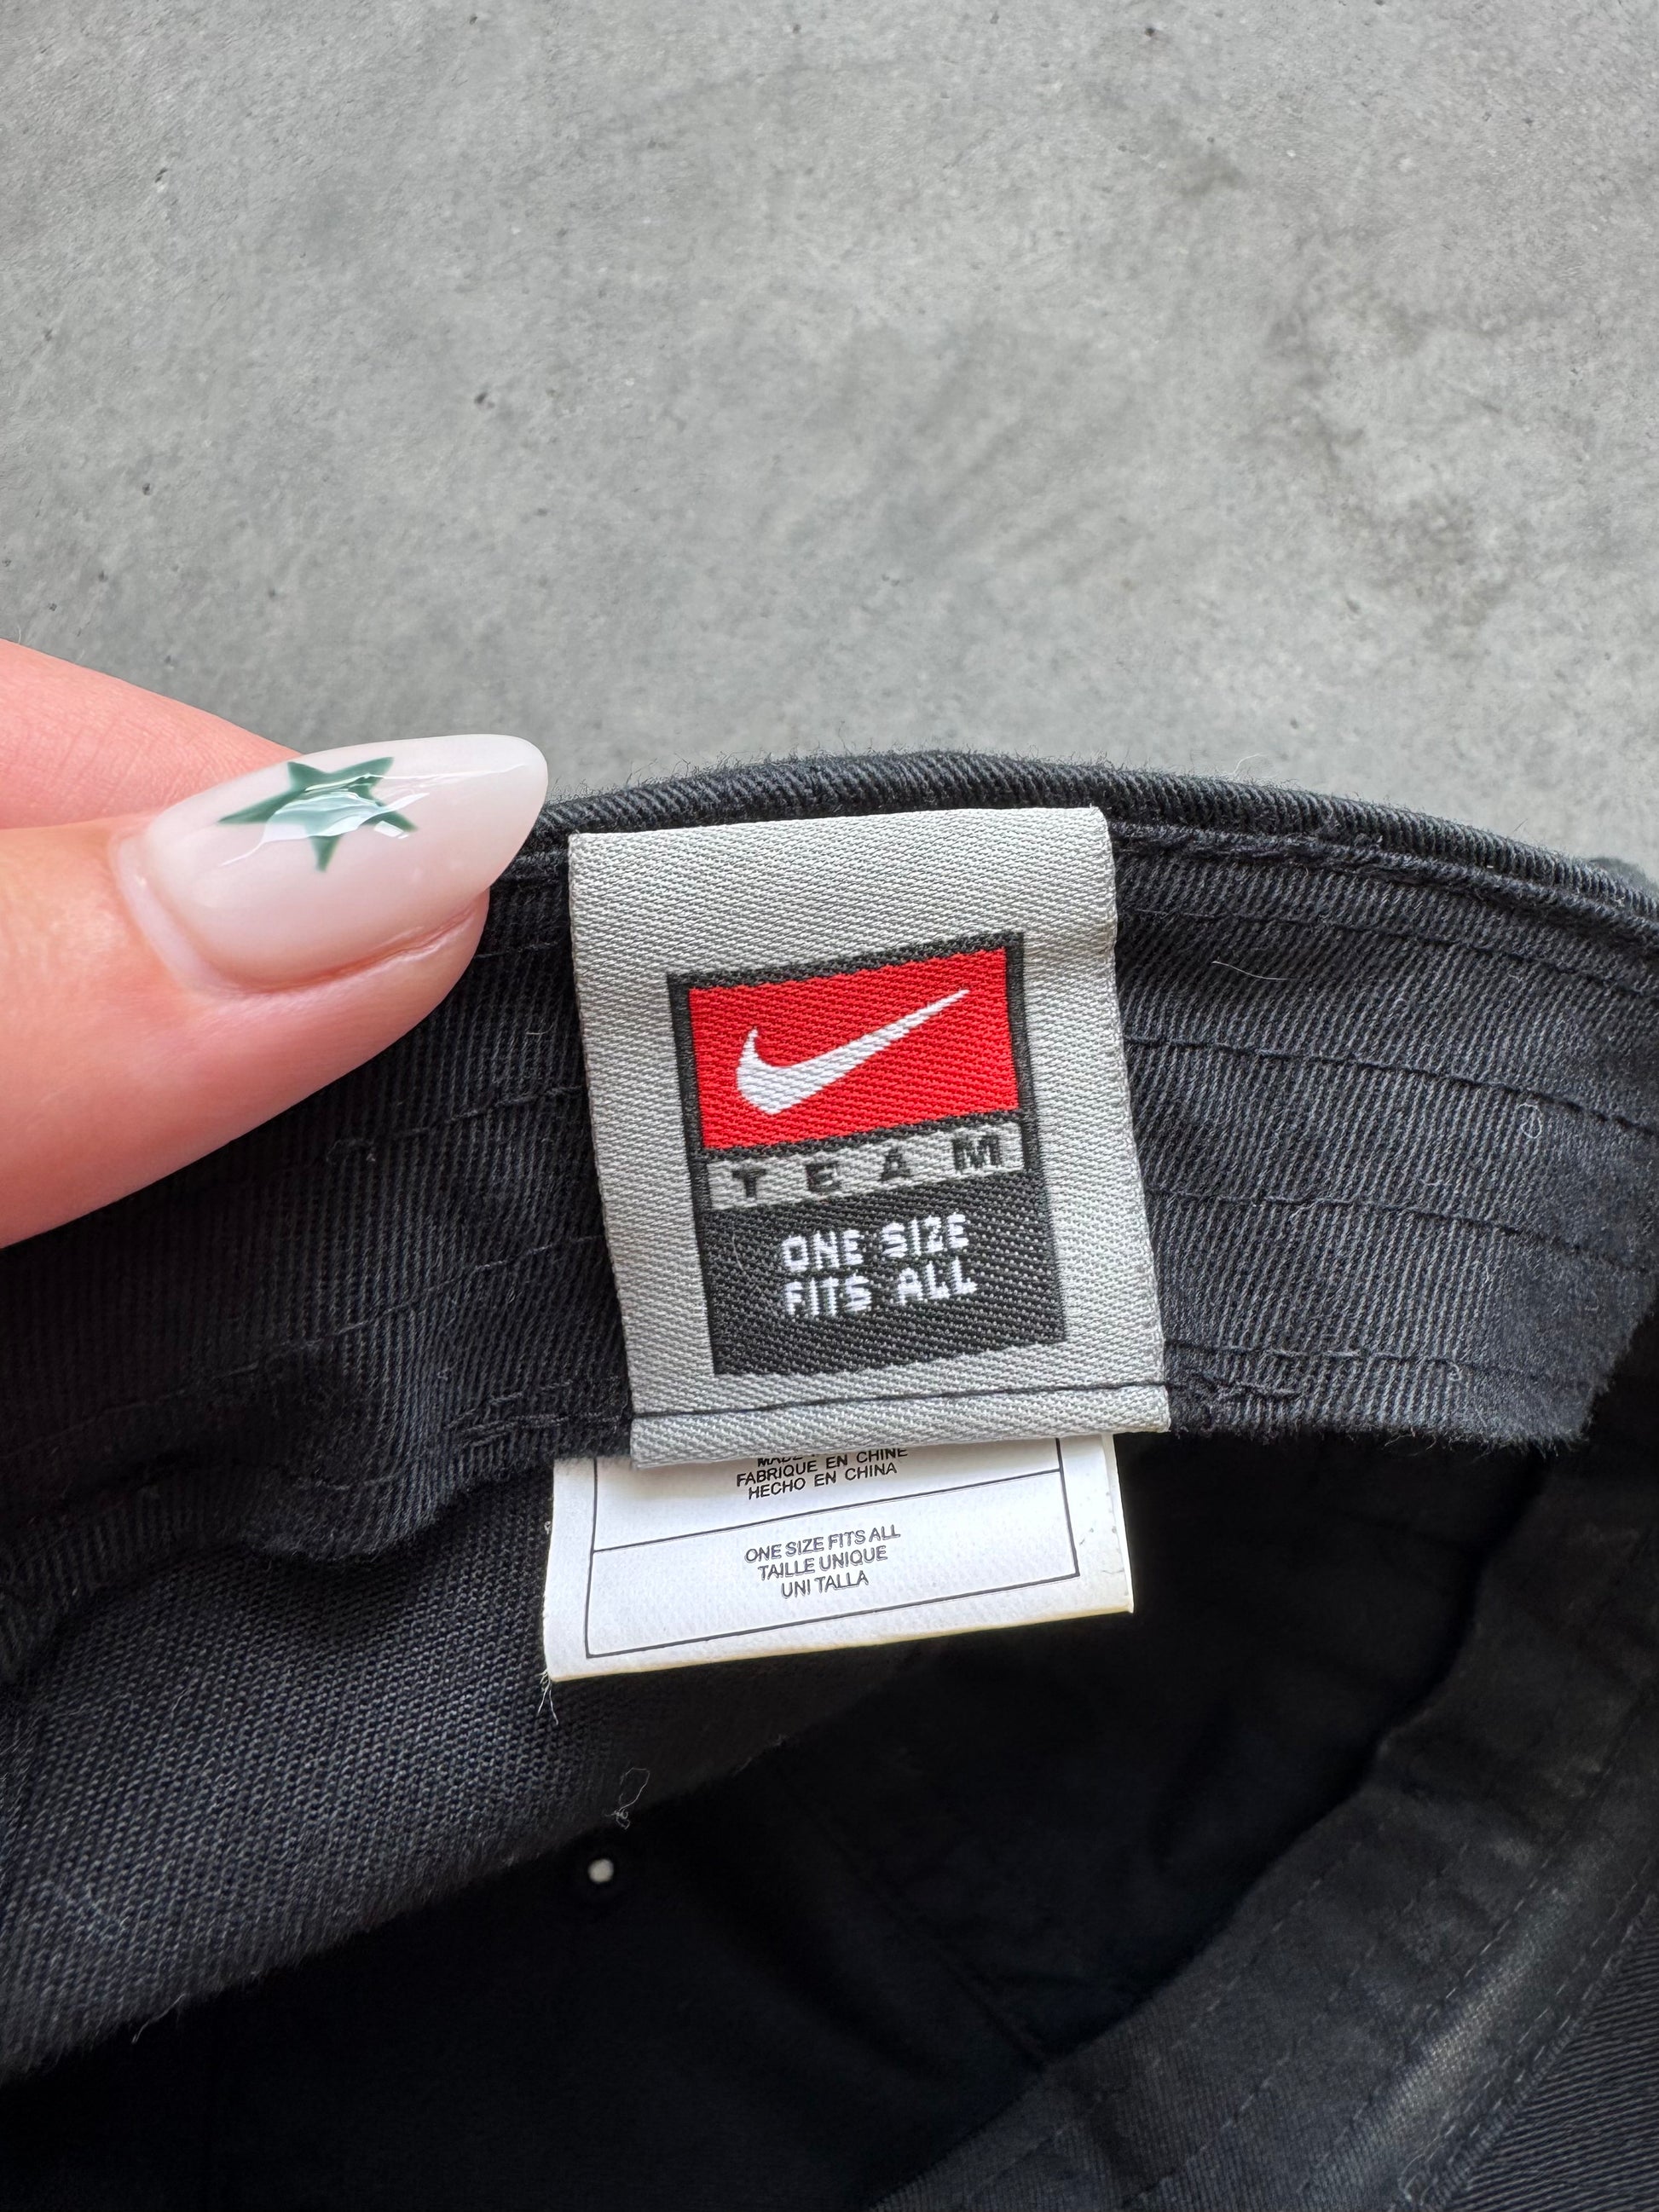 TEAM
ONE SIZE
FITS ALL
MADE
FABRIQUE EN CHINE
HECHO EN CHINA
ONE SIZE FITS ALL
TAILLE UNIQUE
UNI TALLA